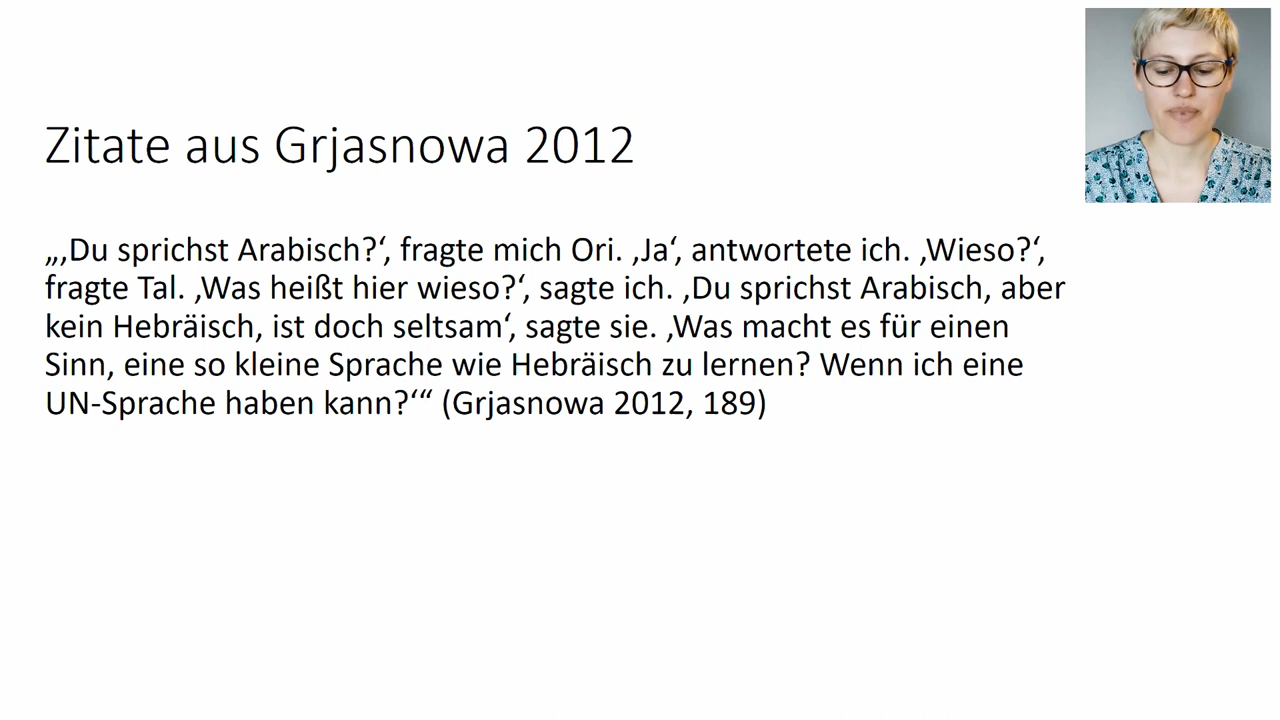 Zitate aus Grjasnowa 2012
„‚Du sprichst Arabisch?‘, fragte mich Ori. ‚Ja‘, antwortete ich. ‚Wieso?‘,
fragte Tal. ‚Was heißt hier wieso?‘, sagte ich. ‚Du sprichst Arabisch, aber
kein Hebräisch, ist doch seltsam‘, sagte sie. ‚Was macht es für einen
Sinn, eine so kleine Sprache wie Hebräisch zu lernen? Wenn ich eine
UN-Sprache haben kann?‘“ (Grjasnowa 2012, 189)